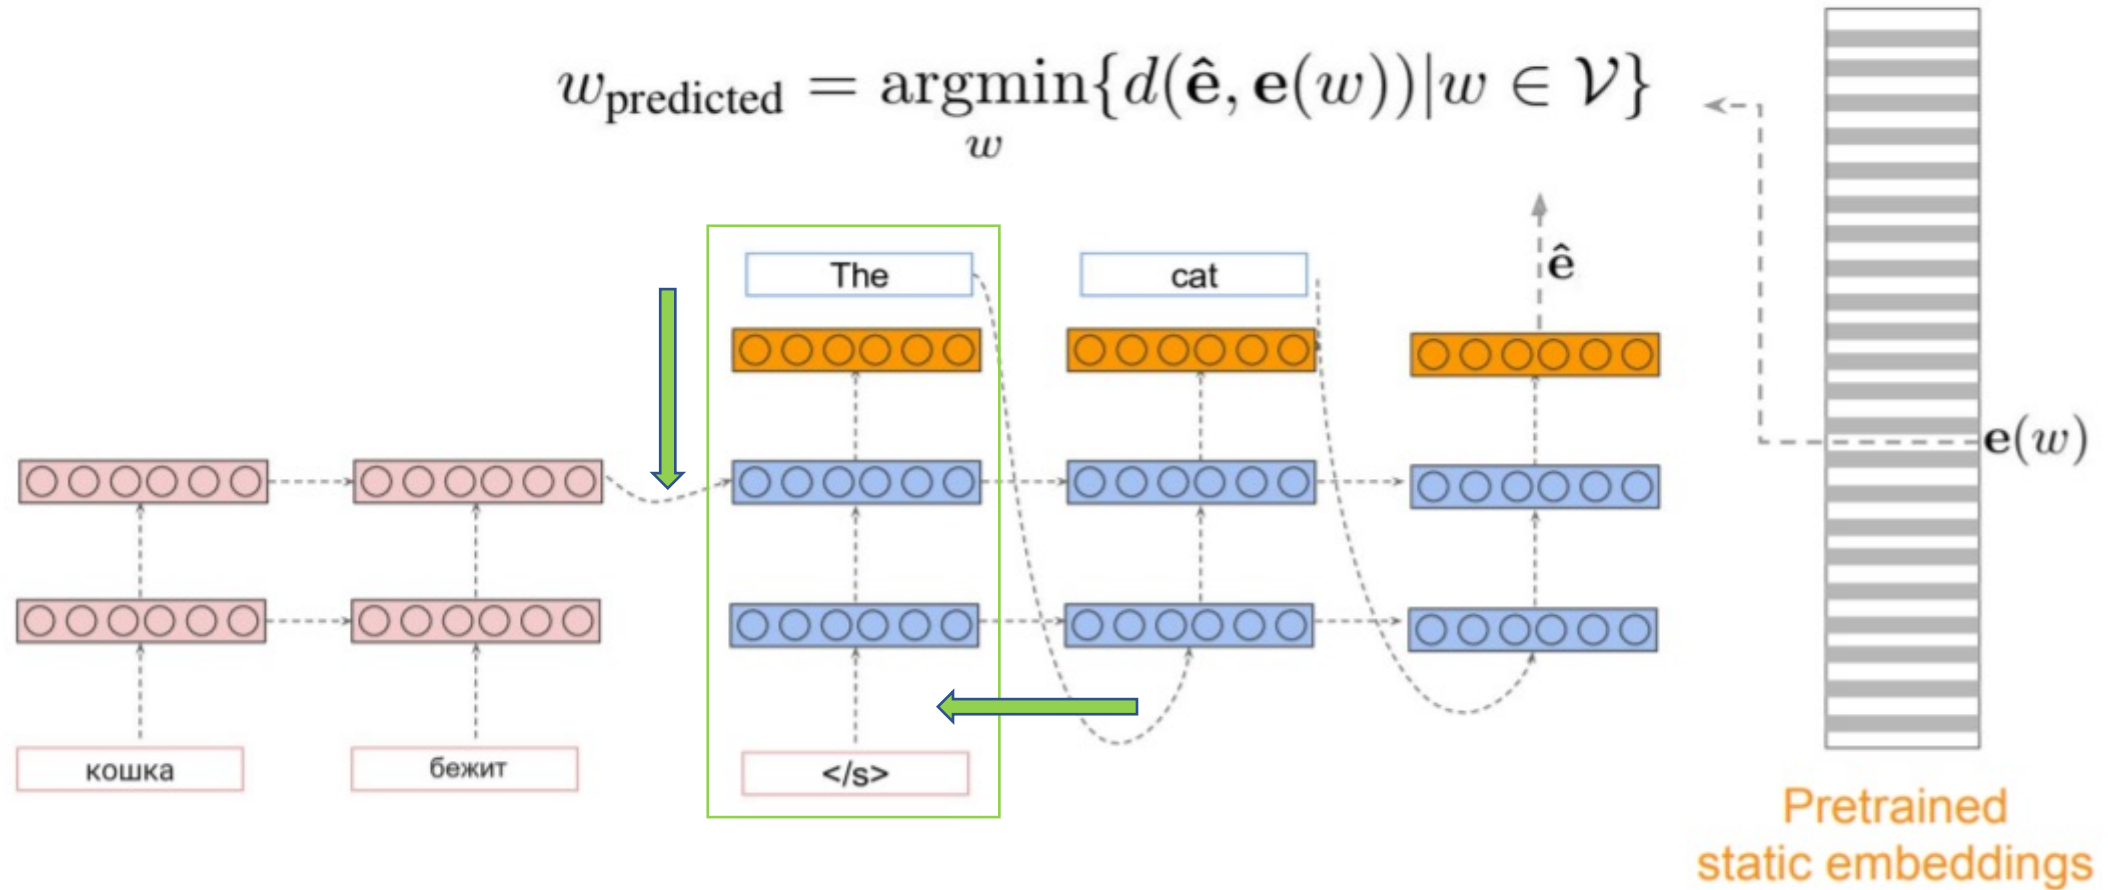 w_predicted = argmin{d(ê, e(w))|w ∈ 𝒱}
w
The
cat
ê
e(w)
кошка
бежит
</s>
Pretrained
static embeddings